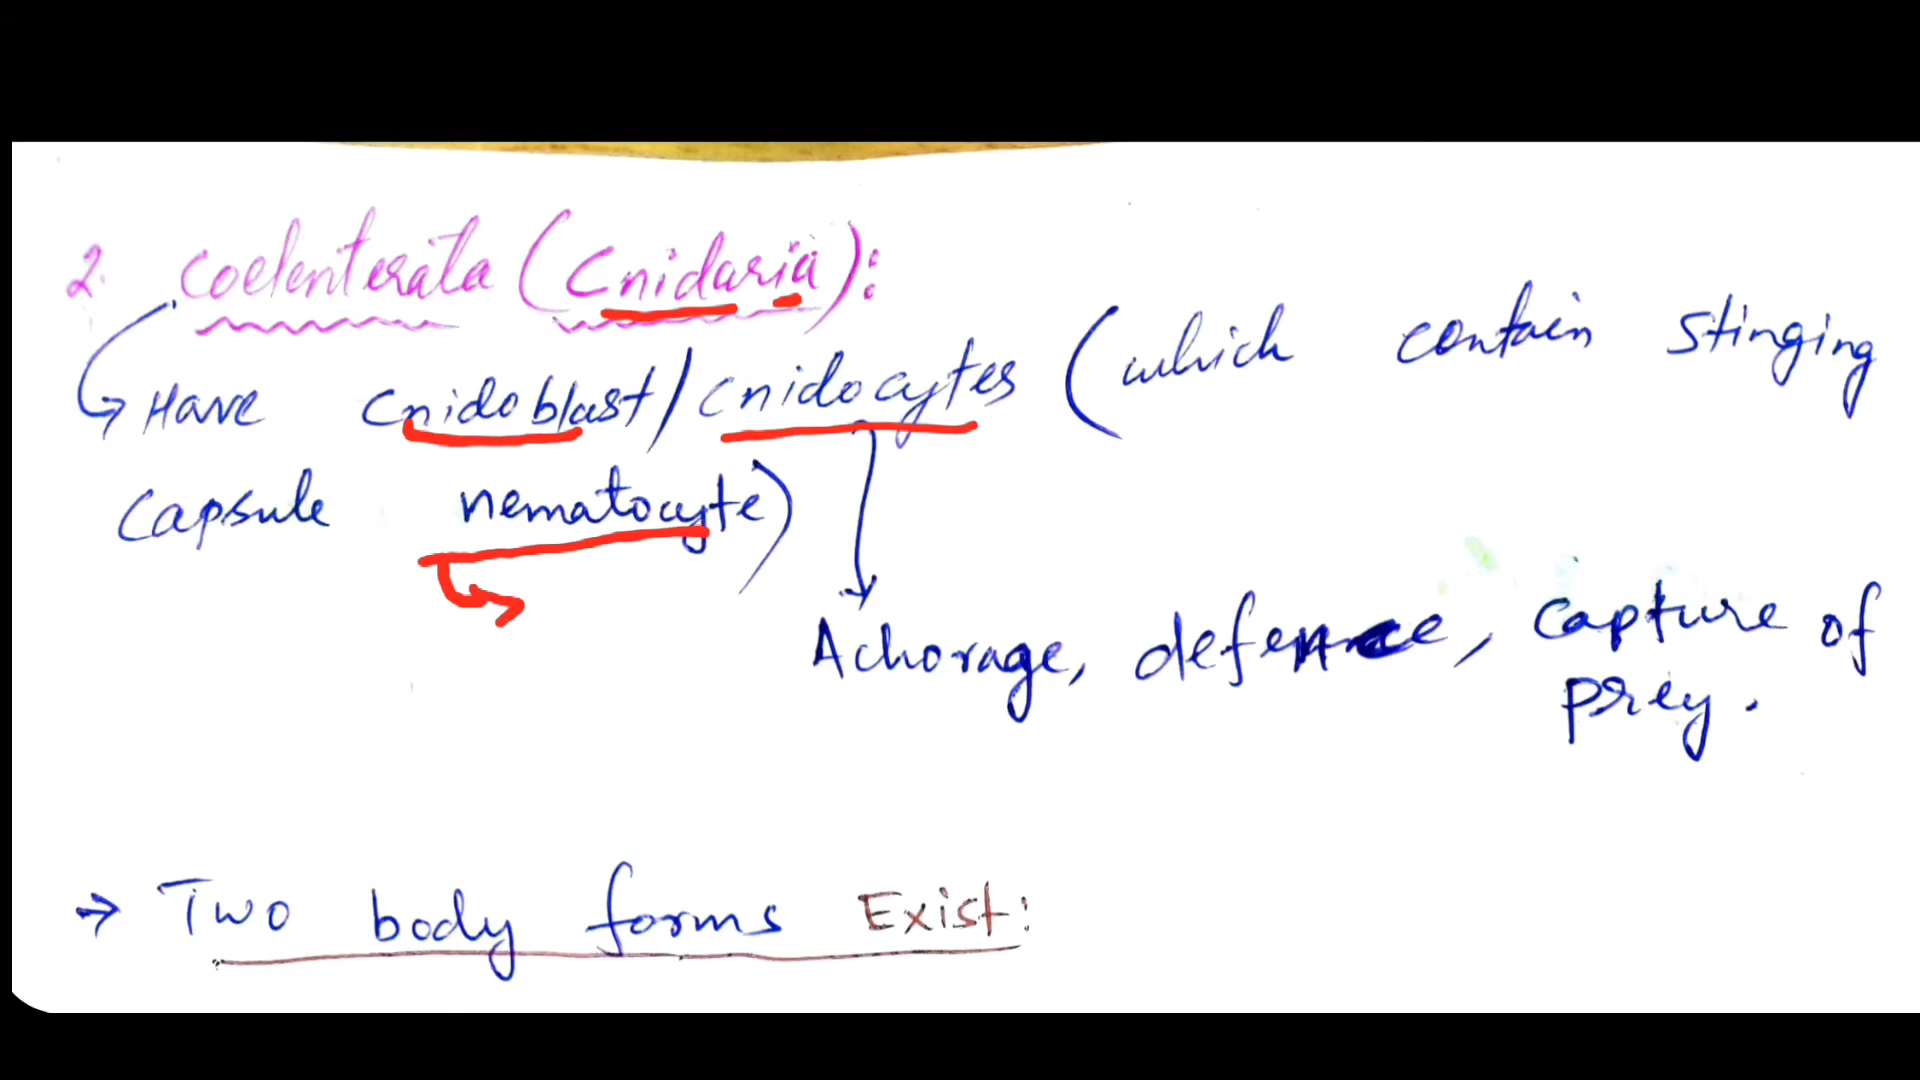 2. Coelenterata (Cnidaria):
Have cnidoblast/cnidocytes (which contain stinging
capsule nematocyte)
Achorage, defence, capture of
prey.
→ Two body forms Exist: